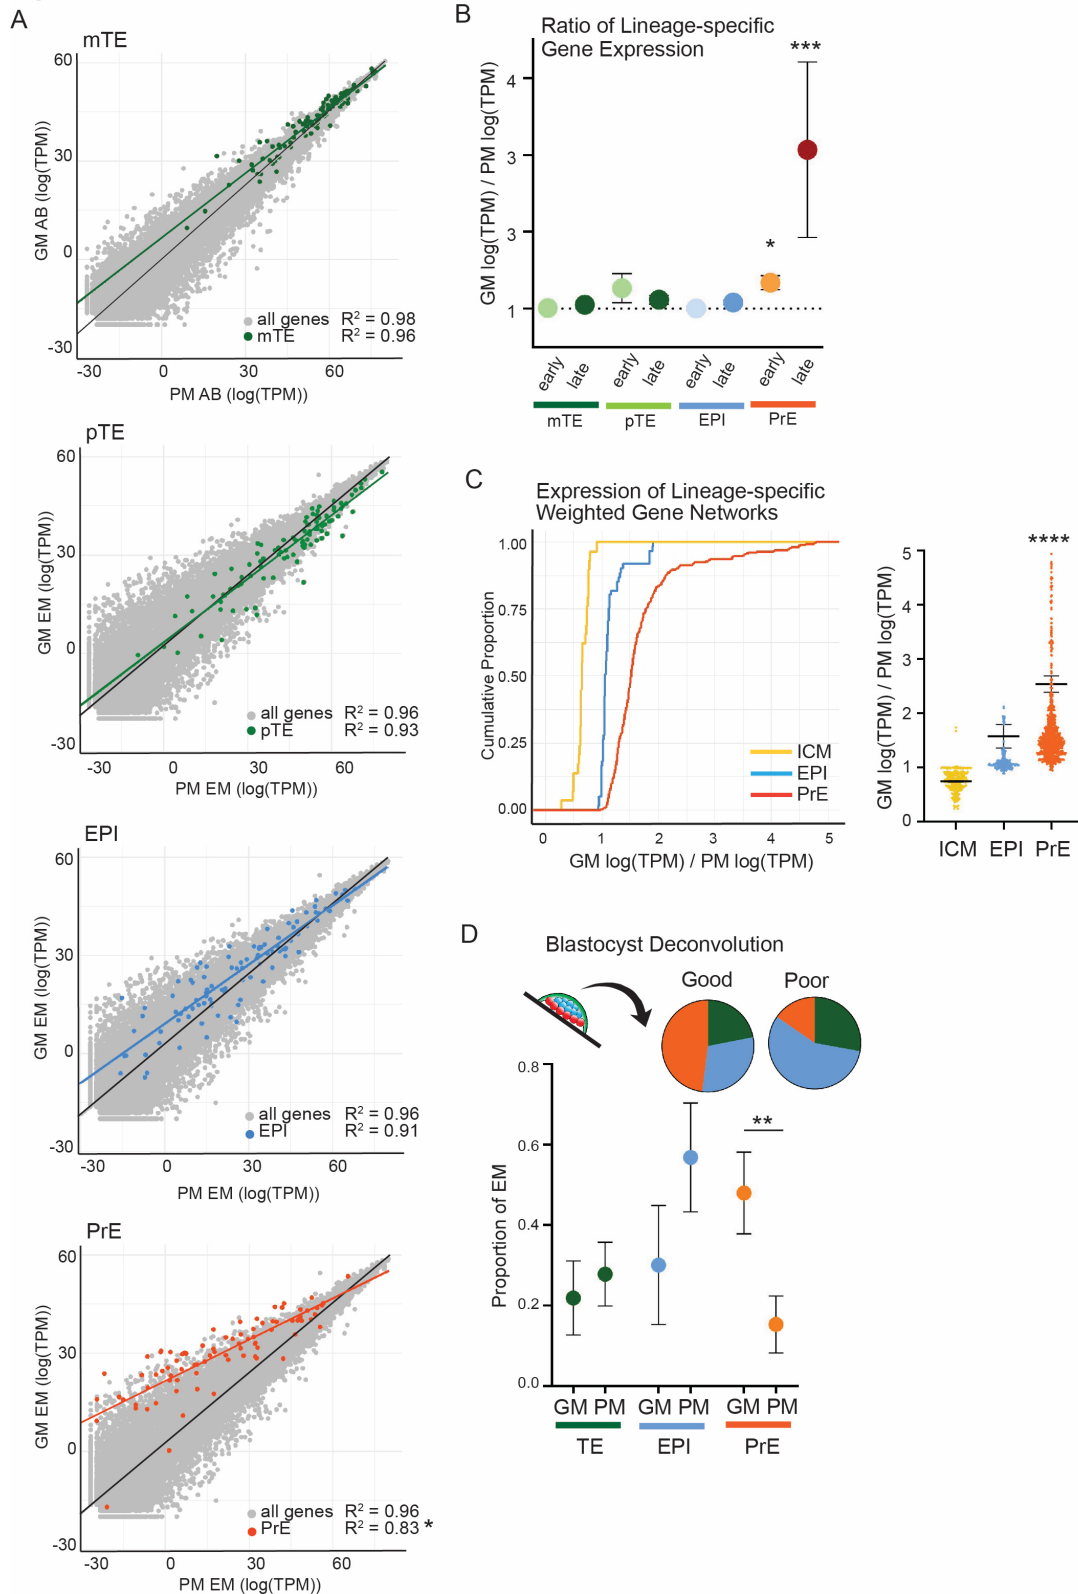 A
mTE
60
30
0
-30
GM AB (log(TPM))
all genes R² = 0.98
mTE R² = 0.96
-30 0 30 60
PM AB (log(TPM))
pTE
60
30
0
-30
GM EM (log(TPM))
all genes R² = 0.96
pTE R² = 0.93
-30 0 30 60
PM EM (log(TPM))
EPI
60
30
0
-30
GM EM (log(TPM))
all genes R² = 0.96
EPI R² = 0.91
-30 0 30 60
PM EM (log(TPM))
PrE
60
30
0
-30
GM EM (log(TPM))
all genes R² = 0.96
PrE R² = 0.83 *
-30 0 30 60
PM EM (log(TPM))
B
Ratio of Lineage-specific
Gene Expression
***
*
4
3
3
1
GM log(TPM) / PM log(TPM)
early late early late early late early late
mTE pTE EPI PrE
C
Expression of Lineage-specific
Weighted Gene Networks
1.00
0.75
0.50
0.25
0.00
Cumulative Proportion
ICM
EPI
PrE
0 1 2 3 4 5
GM log(TPM) / PM log(TPM)
****
5
4
3
2
1
0
GM log(TPM) / PM log(TPM)
ICM EPI PrE
D
Blastocyst Deconvolution
Good Poor
0.8
0.6
0.4
0.2
0.0
Proportion of EM
**
GM PM GM PM GM PM
TE EPI PrE